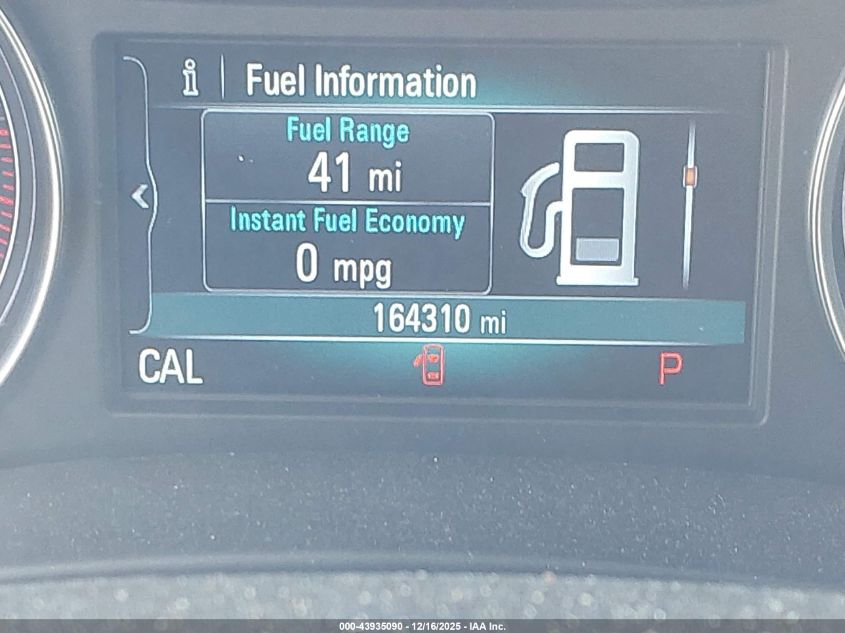 i | Fuel Information
Fuel Range
41 mi
Instant Fuel Economy
0 mpg
164310 mi
CAL
P
000-43935090 - 12/16/2025 - IAA Inc.